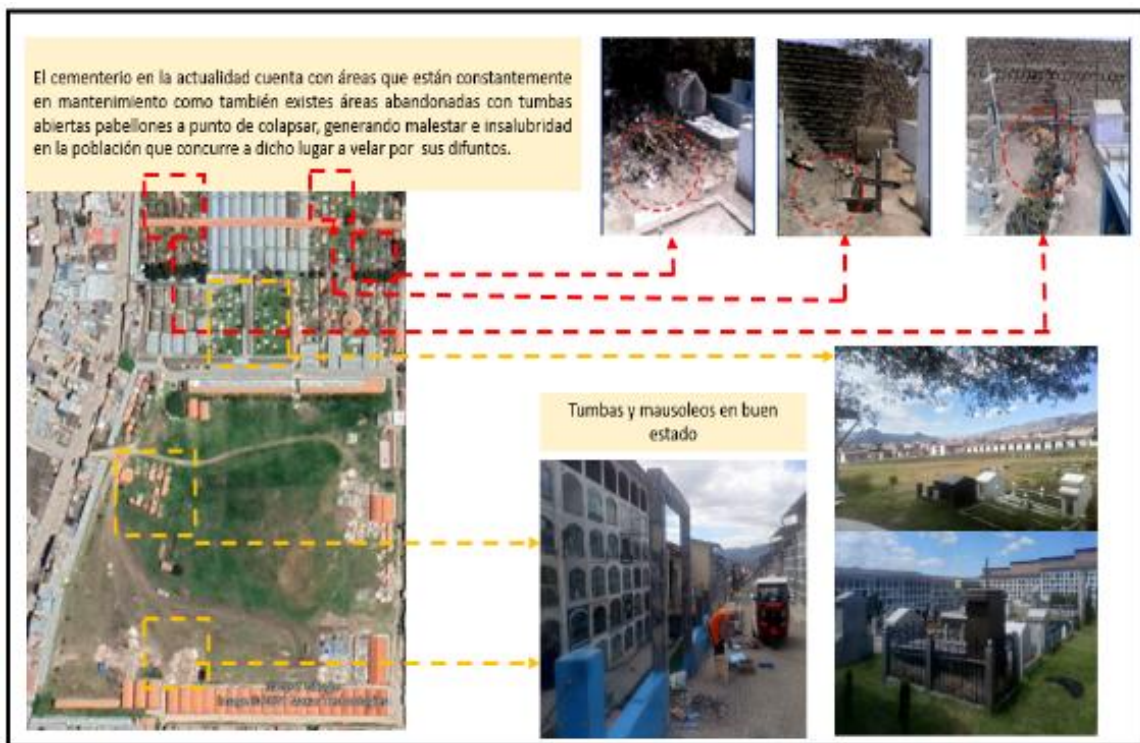 El cementerio en la actualidad cuenta con áreas que están constantemente
en mantenimiento como también existes áreas abandonadas con tumbas
abiertas pabellones a punto de colapsar, generando malestar e insalubridad
en la población que concurre a dicho lugar a velar por sus difuntos.
Tumbas y mausoleos en buen
estado